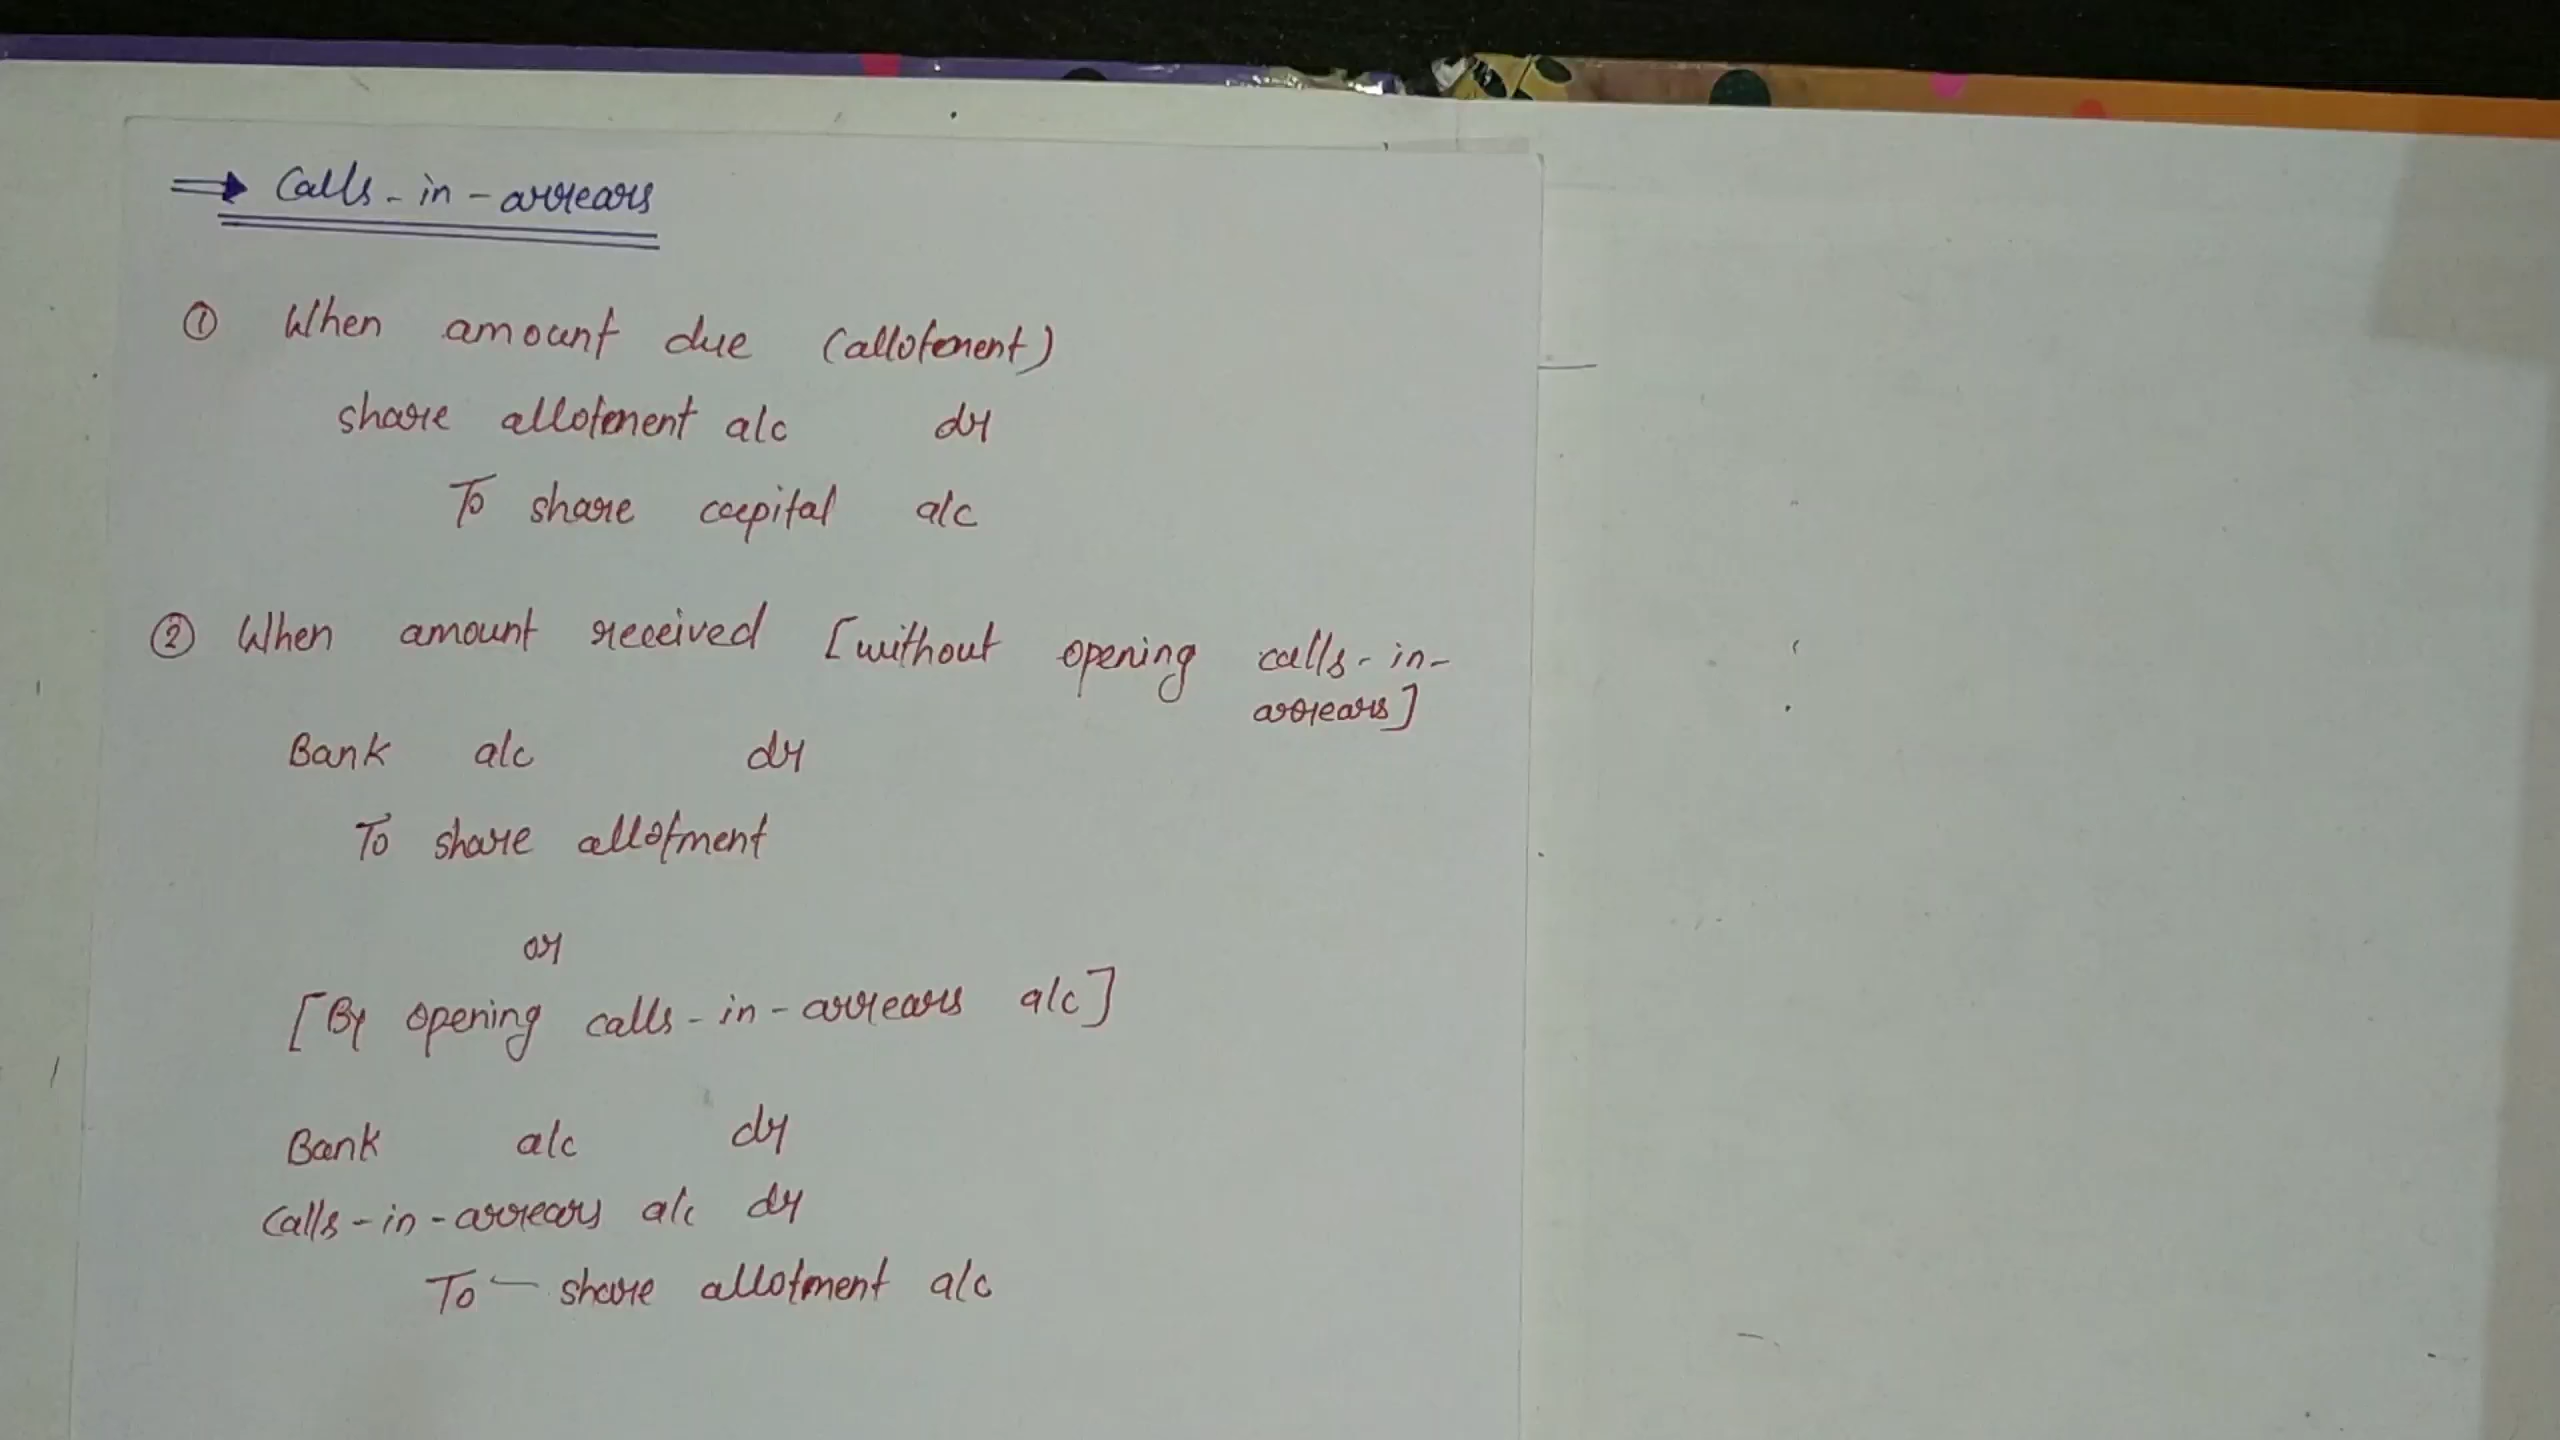 ⇒ Calls-in-arrears
① When amount due (allotment)
share allotment a/c dr
To share capital a/c
② When amount received [without opening calls-in-
arrears]
Bank a/c dr
To share allotment
or
[By opening calls-in-arrears a/c]
Bank a/c dr
Calls-in-arrears a/c dr
To share allotment a/c